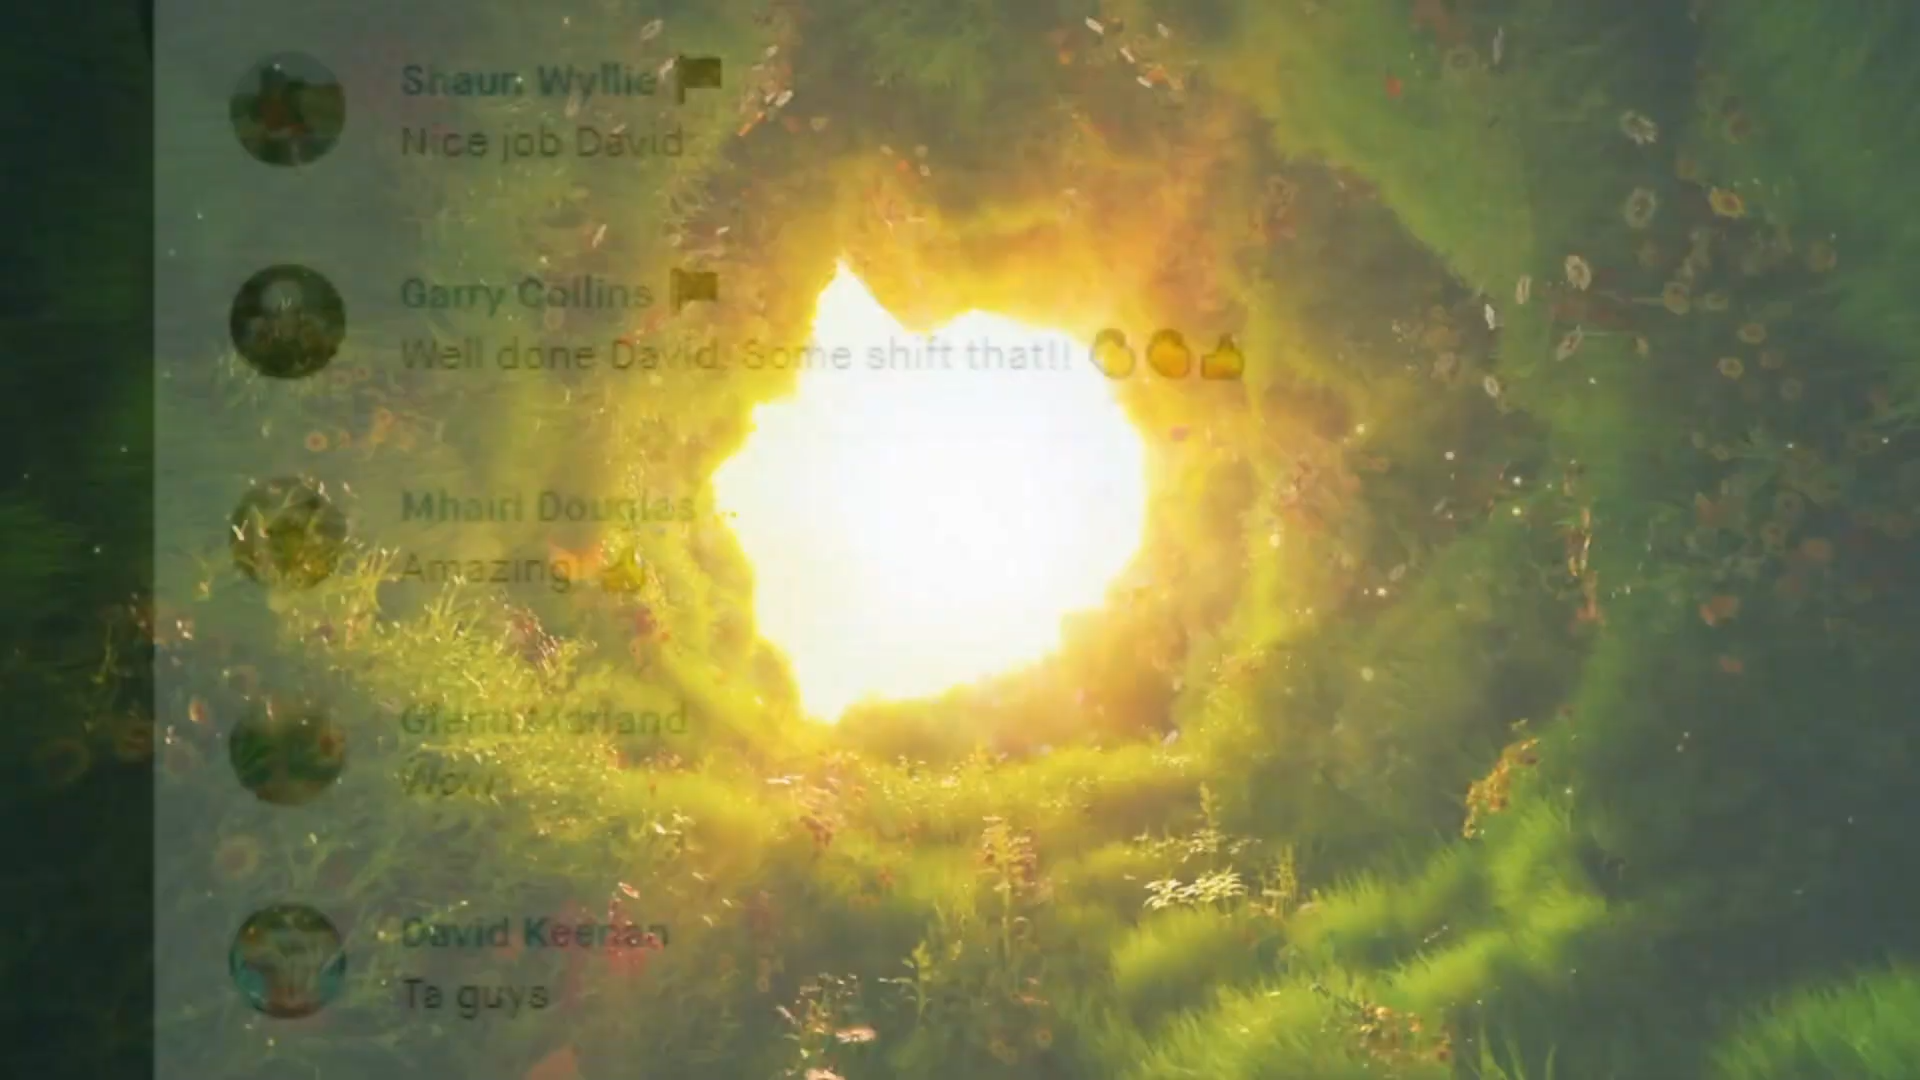 Shaun Wyllie
Nice job David
Garry Collins
Well done David. Some shift that!!
Mhairi Douglas
Amazing!
Glenn Morland
Wow
David Keenan
Ta guys